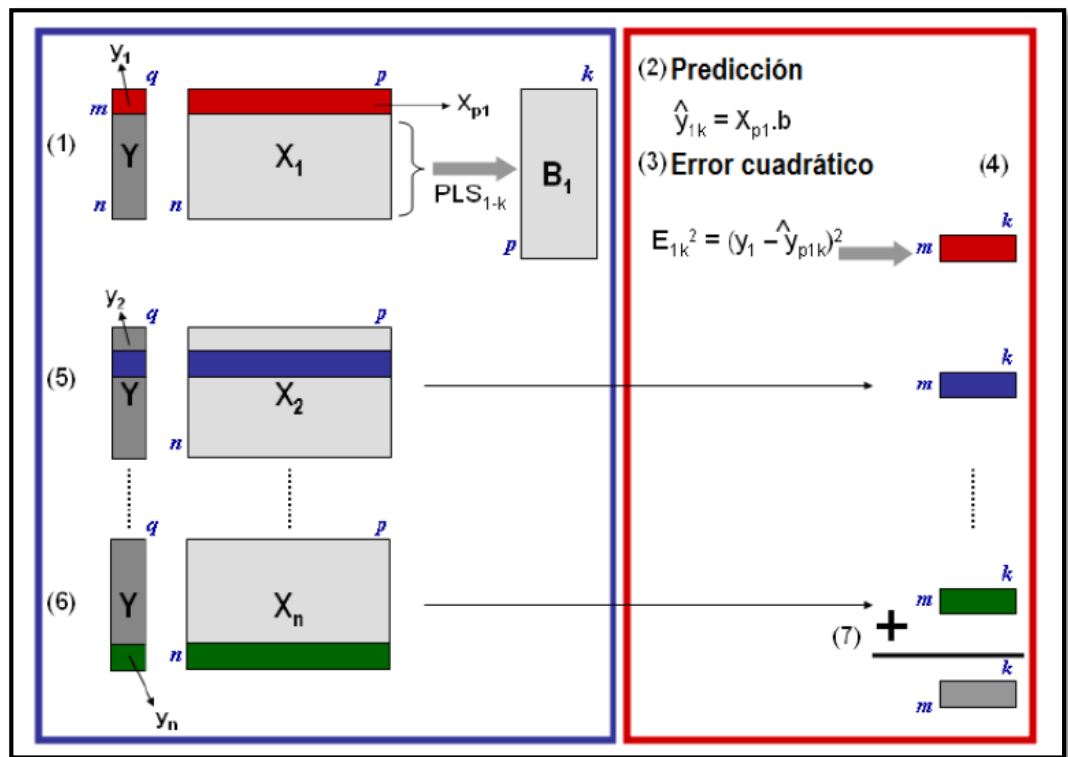 y₁
q
p
k
m
(1)
Y
X₁
Xₚ₁
PLS₁₋ₖ
B₁
n
n
p
(2) Predicción
ŷ₁ₖ = Xₚ₁.b
(3) Error cuadrático
(4)
E₁ₖ² = (y₁ – ŷₚ₁ₖ)²
k
m
y₂
q
p
(5)
Y
X₂
n
k
m
q
p
(6)
Y
Xₙ
n
yₙ
k
m
(7)
+
k
m